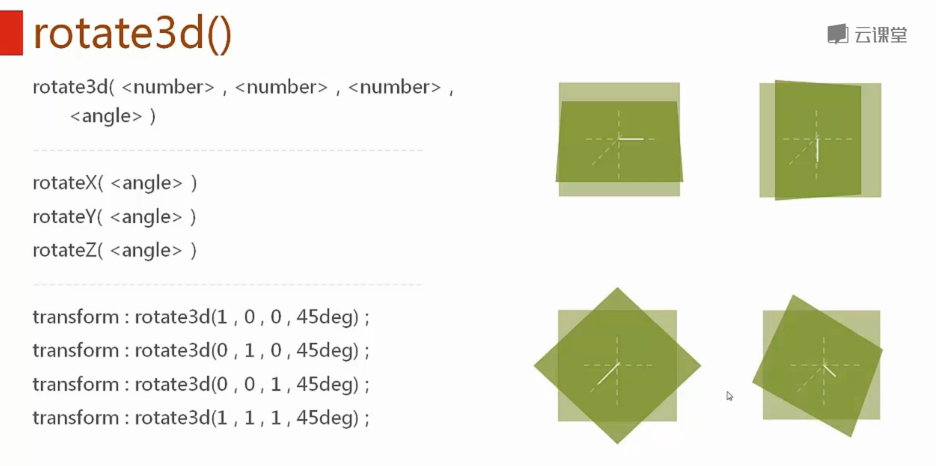 rotate3d()
云课堂
rotate3d( <number> , <number> , <number> ,
<angle> )
rotateX( <angle> )
rotateY( <angle> )
rotateZ( <angle> )
transform : rotate3d(1 , 0 , 0 , 45deg) ;
transform : rotate3d(0 , 1 , 0 , 45deg) ;
transform : rotate3d(0 , 0 , 1 , 45deg) ;
transform : rotate3d(1 , 1 , 1 , 45deg) ;